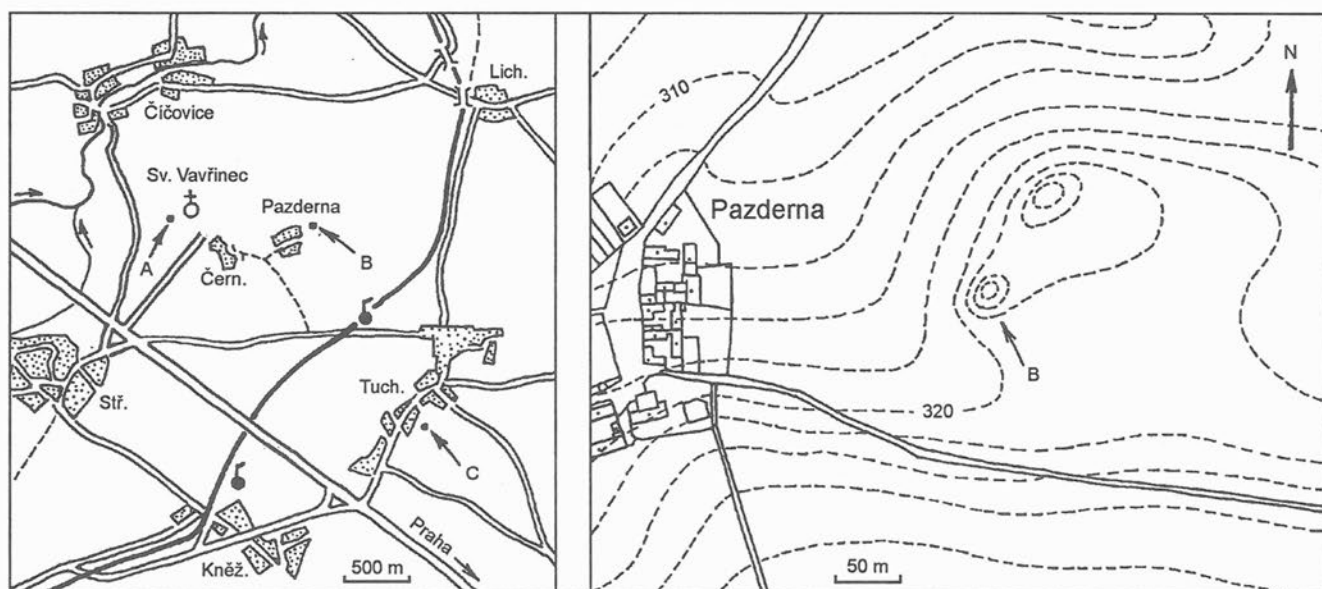 Lich.
Čičovice
Sv. Vavřinec
Pazderna
A
B
Čern.
Stř.
Tuch.
C
Praha
Kněž.
500 m
310
N
Pazderna
B
320
50 m